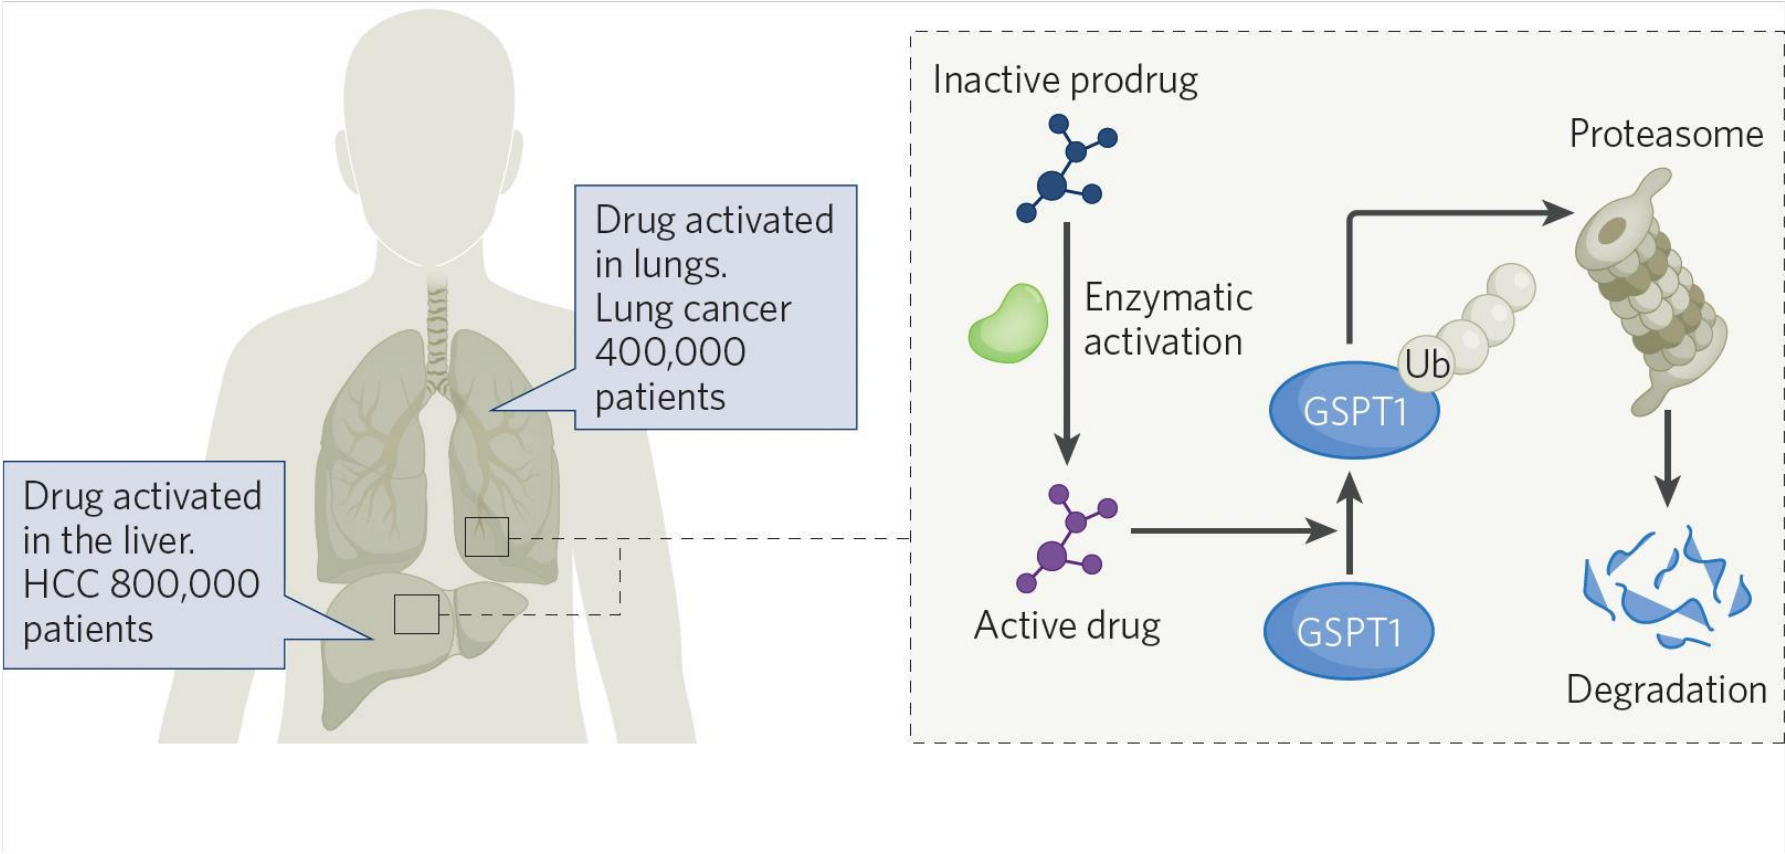 Drug activated
in lungs.
Lung cancer
400,000
patients
Drug activated
in the liver.
HCC 800,000
patients
Inactive prodrug
Enzymatic
activation
Active drug
GSPT1
Ub
GSPT1
Proteasome
Degradation